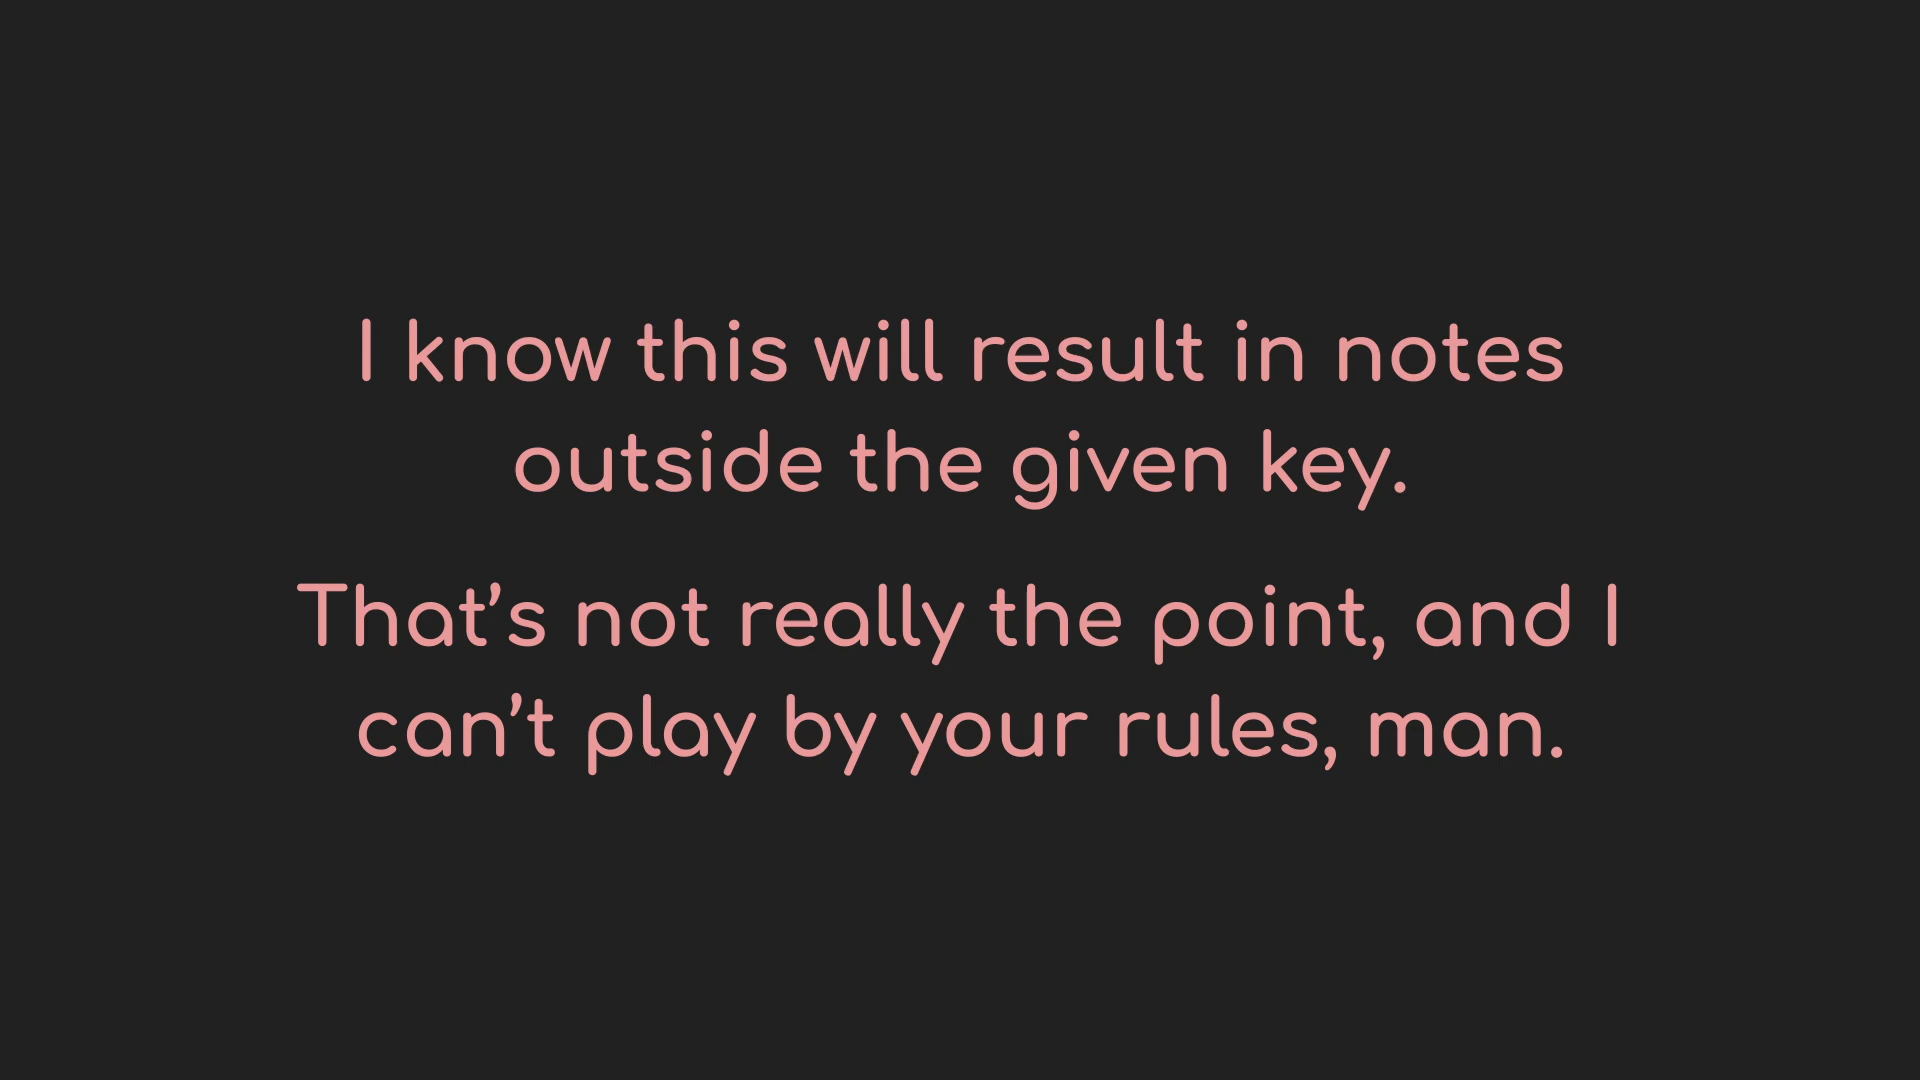 I know this will result in notes
outside the given key.
That’s not really the point, and I
can’t play by your rules, man.